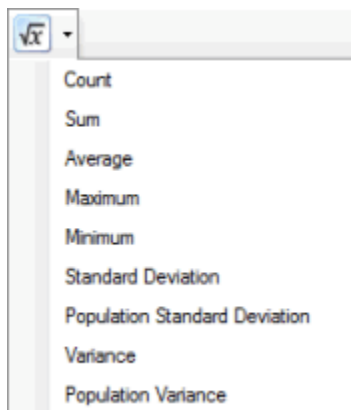 √x
Count
Sum
Average
Maximum
Minimum
Standard Deviation
Population Standard Deviation
Variance
Population Variance